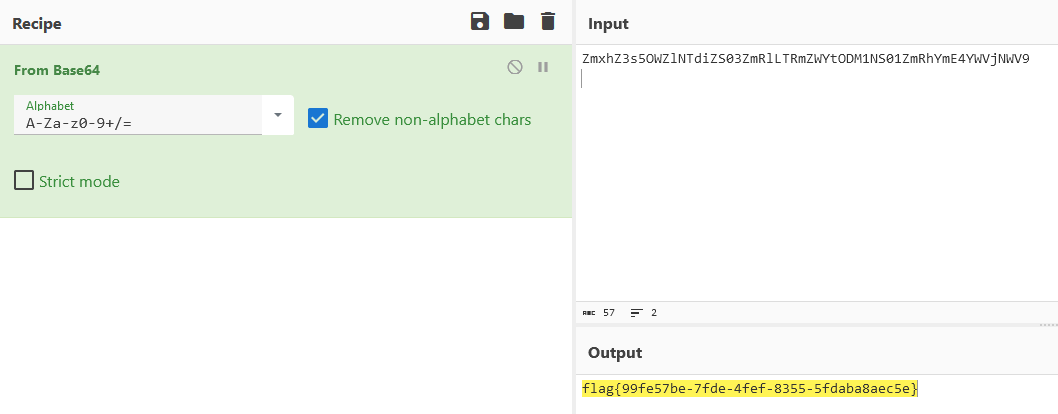 Recipe
From Base64
Alphabet
A-Za-z0-9+/=
Remove non-alphabet chars
Strict mode
Input
ZmxhZ3s5OWZlNTdiZS03ZmRlLTRmZWYtODM1NS01ZmRhYmE4YWVjNWV9
ABC 57 2
Output
flag{99fe57be-7fde-4fef-8355-5fdaba8aec5e}